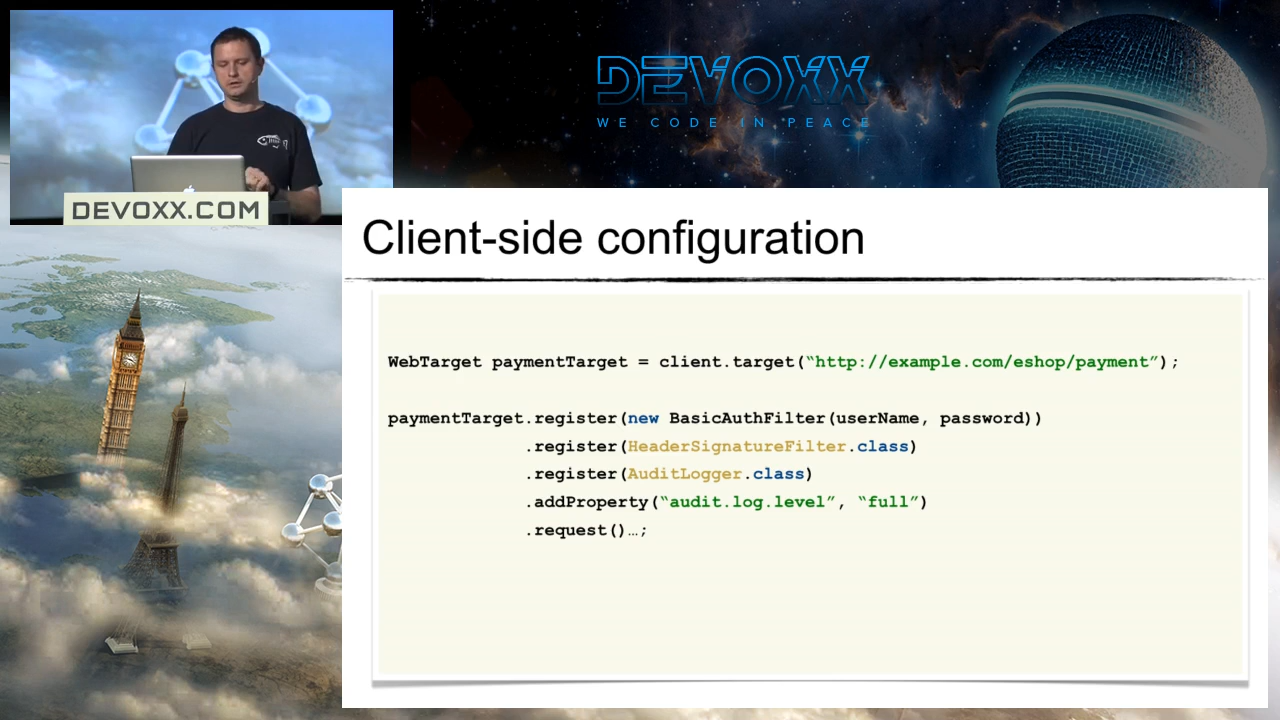 DEVOXX
WE CODE IN PEACE
DEVOXX.COM
Client-side configuration
WebTarget paymentTarget = client.target(“http://example.com/eshop/payment”);
paymentTarget.register(new BasicAuthFilter(userName, password))
.register(HeaderSignatureFilter.class)
.register(AuditLogger.class)
.addProperty(“audit.log.level”, “full”)
.request()…;